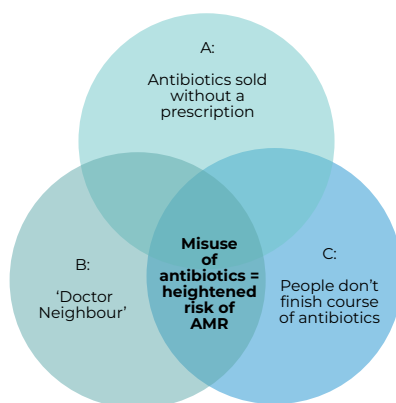 A:
Antibiotics sold
without a
prescription
B:
‘Doctor
Neighbour’
Misuse
of
antibiotics =
heightened
risk of
AMR
C:
People don’t
finish course
of antibiotics